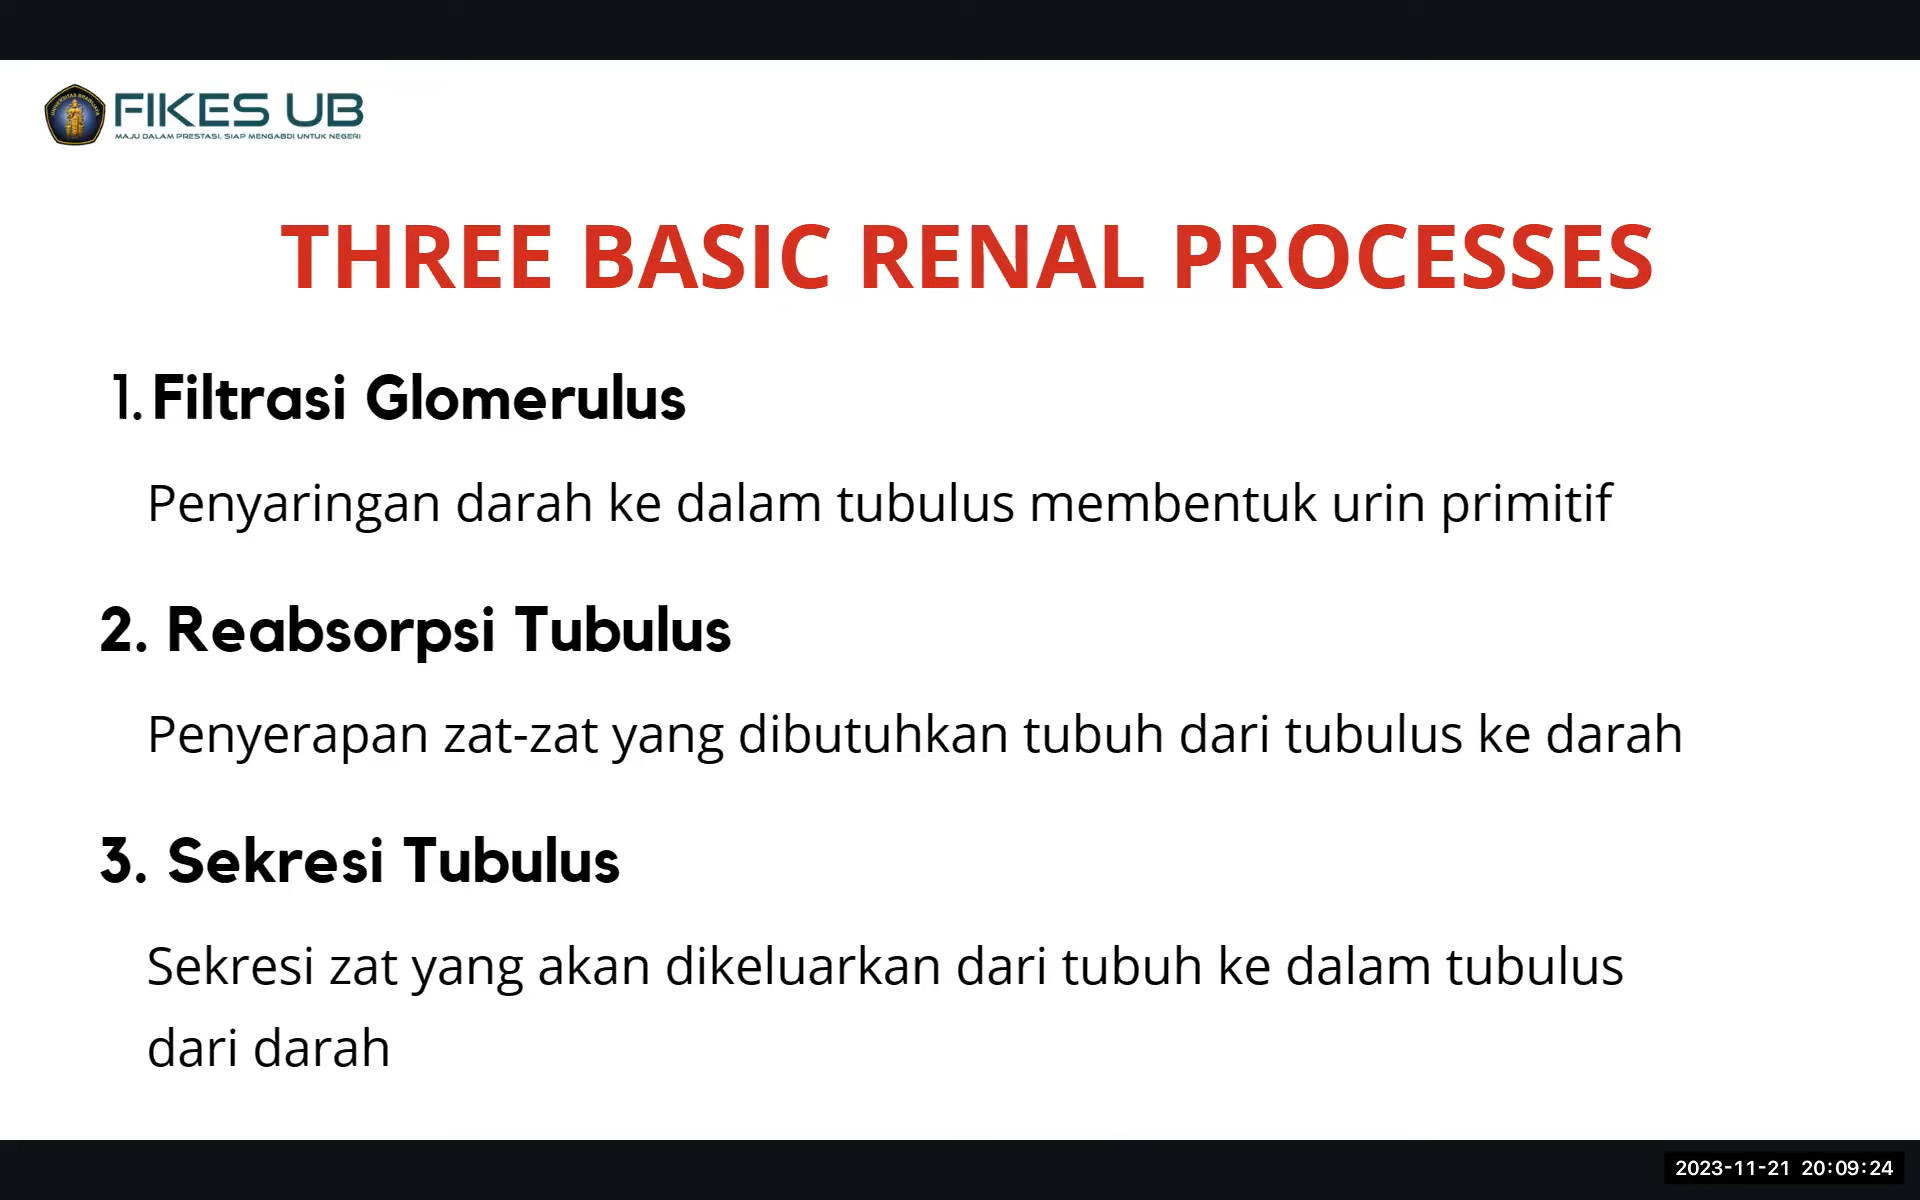 FIKES UB
MAJU DALAM PRESTASI, SIAP MENGABDI UNTUK NEGERI
THREE BASIC RENAL PROCESSES
1. Filtrasi Glomerulus
Penyaringan darah ke dalam tubulus membentuk urin primitif
2. Reabsorpsi Tubulus
Penyerapan zat-zat yang dibutuhkan tubuh dari tubulus ke darah
3. Sekresi Tubulus
Sekresi zat yang akan dikeluarkan dari tubuh ke dalam tubulus
dari darah
2023-11-21 20:09:24